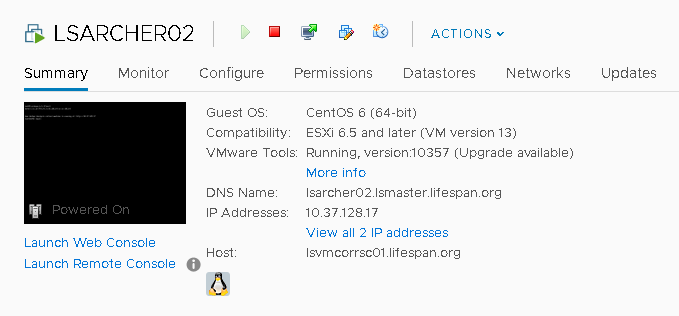 LSARCHER02
ACTIONS
Summary Monitor Configure Permissions Datastores Networks Updates
Guest OS: CentOS 6 (64-bit)
Compatibility: ESXi 6.5 and later (VM version 13)
VMware Tools: Running, version:10357 (Upgrade available)
More info
DNS Name: lsarcher02.lsmaster.lifespan.org
IP Addresses: 10.37.128.17
View all 2 IP addresses
Host: lsvmcorrsc01.lifespan.org
Powered On
Launch Web Console
Launch Remote Console